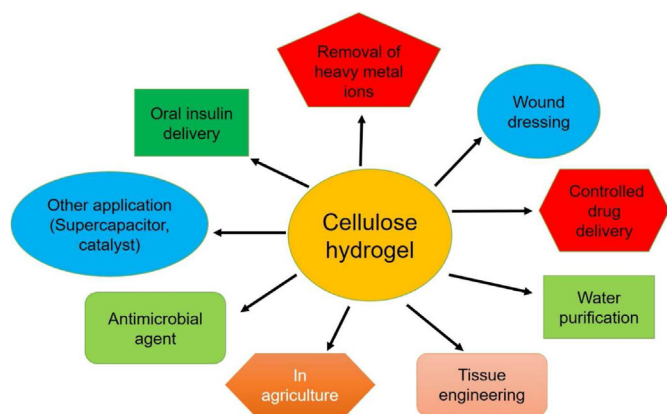 Removal of
heavy metal
ions
Oral insulin
delivery
Wound
dressing
Other application
(Supercapacitor,
catalyst)
Cellulose
hydrogel
Controlled
drug
delivery
Antimicrobial
agent
Water
purification
In
agriculture
Tissue
engineering